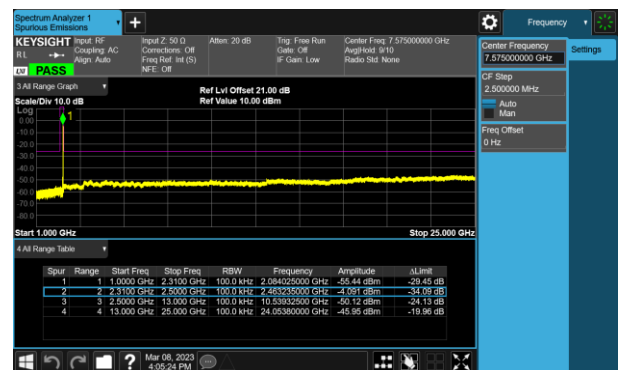 Spectrum Analyzer 1
Spurious Emissions
Frequency
KEYSIGHT
RL
LXI
PASS
Input: RF
Coupling: AC
Align: Auto
Input Z: 50 Ω
Corrections: Off
Freq Ref: Int (S)
NFE: Off
Atten: 20 dB
Trig: Free Run
Gate: Off
IF Gain: Low
Center Freq: 7.575000000 GHz
Avg|Hold: 9/10
Radio Std: None
Center Frequency
7.575000000 GHz
Settings
CF Step
2.500000 MHz
Auto
Man
Freq Offset
0 Hz
3 All Range Graph
Ref Lvl Offset 21.00 dB
Scale/Div 10.0 dB
Ref Value 10.00 dBm
Log
1
0.00
-10.0
-20.0
-30.0
-40.0
-50.0
-60.0
-70.0
-80.0
Start 1.000 GHz
Stop 25.000 GHz
4 All Range Table
Spur Range Start Freq Stop Freq RBW Frequency Amplitude ΔLimit
1 1 1.0000 GHz 2.3100 GHz 100.0 kHz 2.084025000 GHz -55.44 dBm -29.45 dB
2 2 2.3100 GHz 2.5000 GHz 100.0 kHz 2.463235000 GHz -4.091 dBm -34.09 dB
3 3 2.5000 GHz 13.000 GHz 100.0 kHz 10.53932500 GHz -50.12 dBm -24.13 dB
4 4 13.000 GHz 25.000 GHz 100.0 kHz 24.05380000 GHz -45.95 dBm -19.96 dB
?
Mar 08, 2023
4:05:24 PM